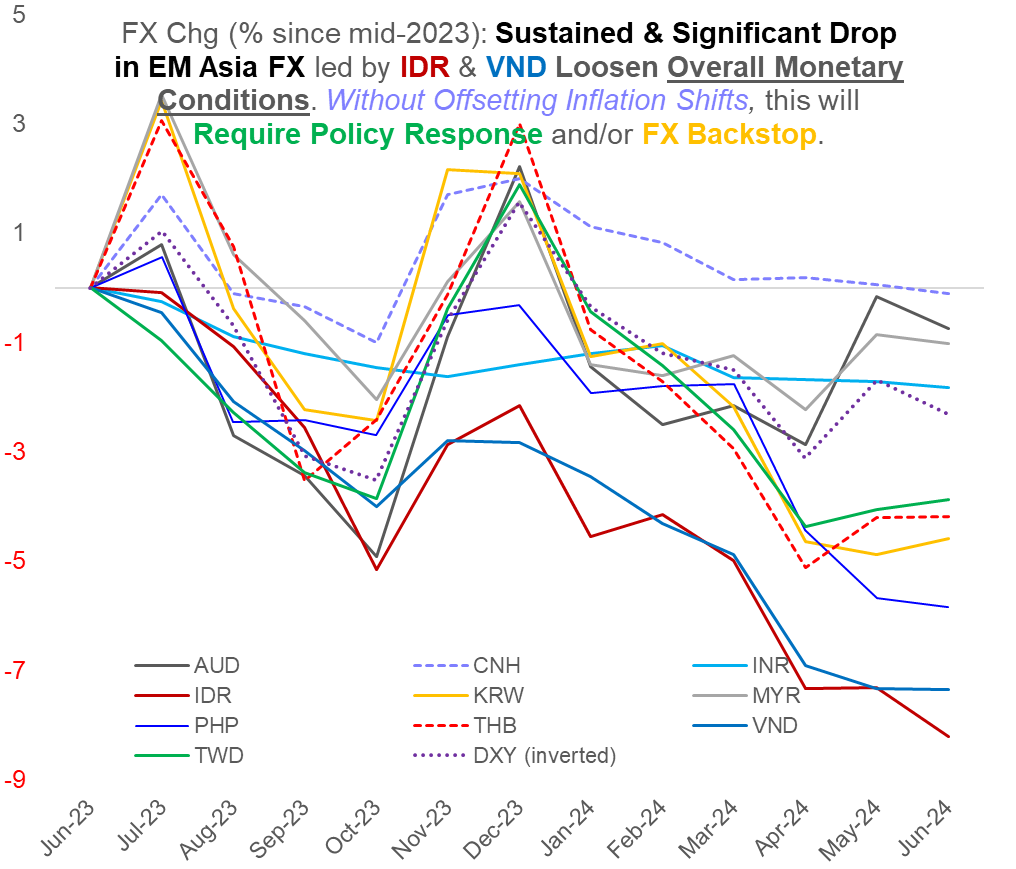 FX Chg (% since mid-2023): Sustained & Significant Drop
in EM Asia FX led by IDR & VND Loosen Overall Monetary
Conditions. Without Offsetting Inflation Shifts, this will
Require Policy Response and/or FX Backstop.
5
3
1
-1
-3
-5
-7
-9
AUD CNH INR
IDR KRW MYR
PHP THB VND
TWD DXY (inverted)
Jun-23 Jul-23 Aug-23 Sep-23 Oct-23 Nov-23 Dec-23 Jan-24 Feb-24 Mar-24 Apr-24 May-24 Jun-24